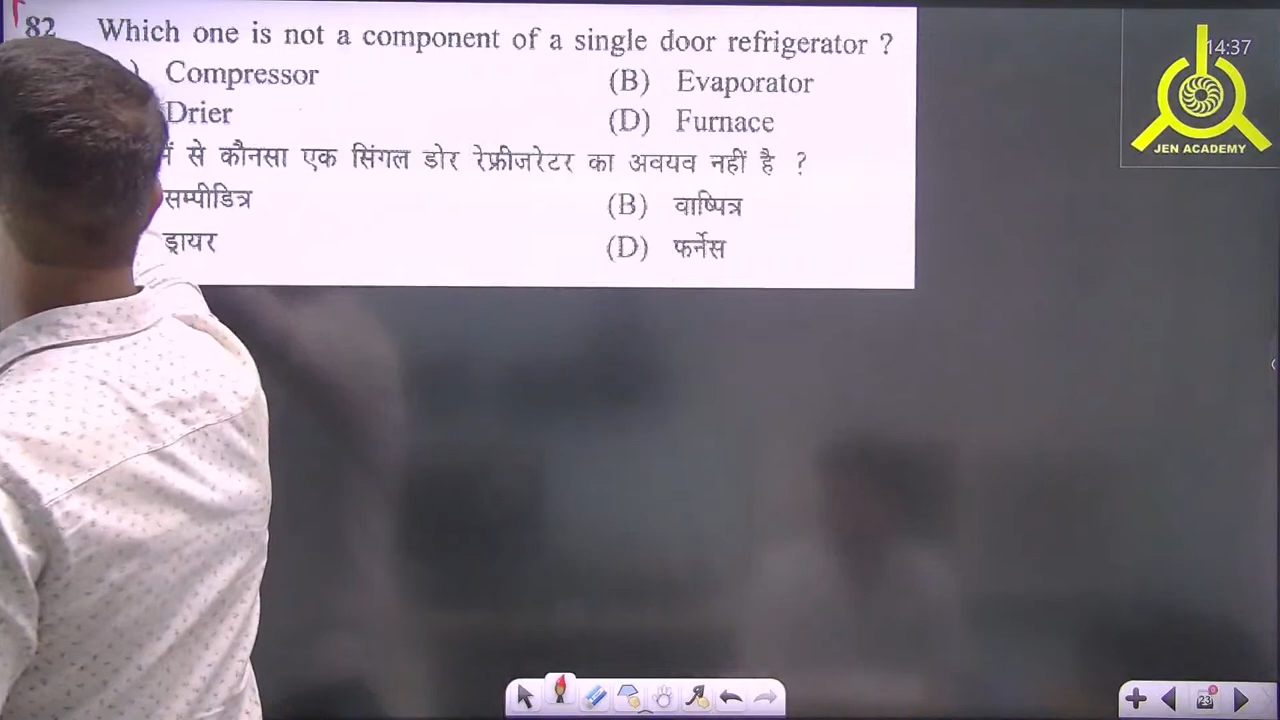 82 Which one is not a component of a single door refrigerator ?
Compressor (B) Evaporator
Drier (D) Furnace
से कौनसा एक सिंगल डोर रेफ्रीजरेटर का अवयव नहीं है ?
सम्पीडित्र (B) वाष्पित्र
ड्रायर (D) फर्नेस
14:37
JEN ACADEMY
23